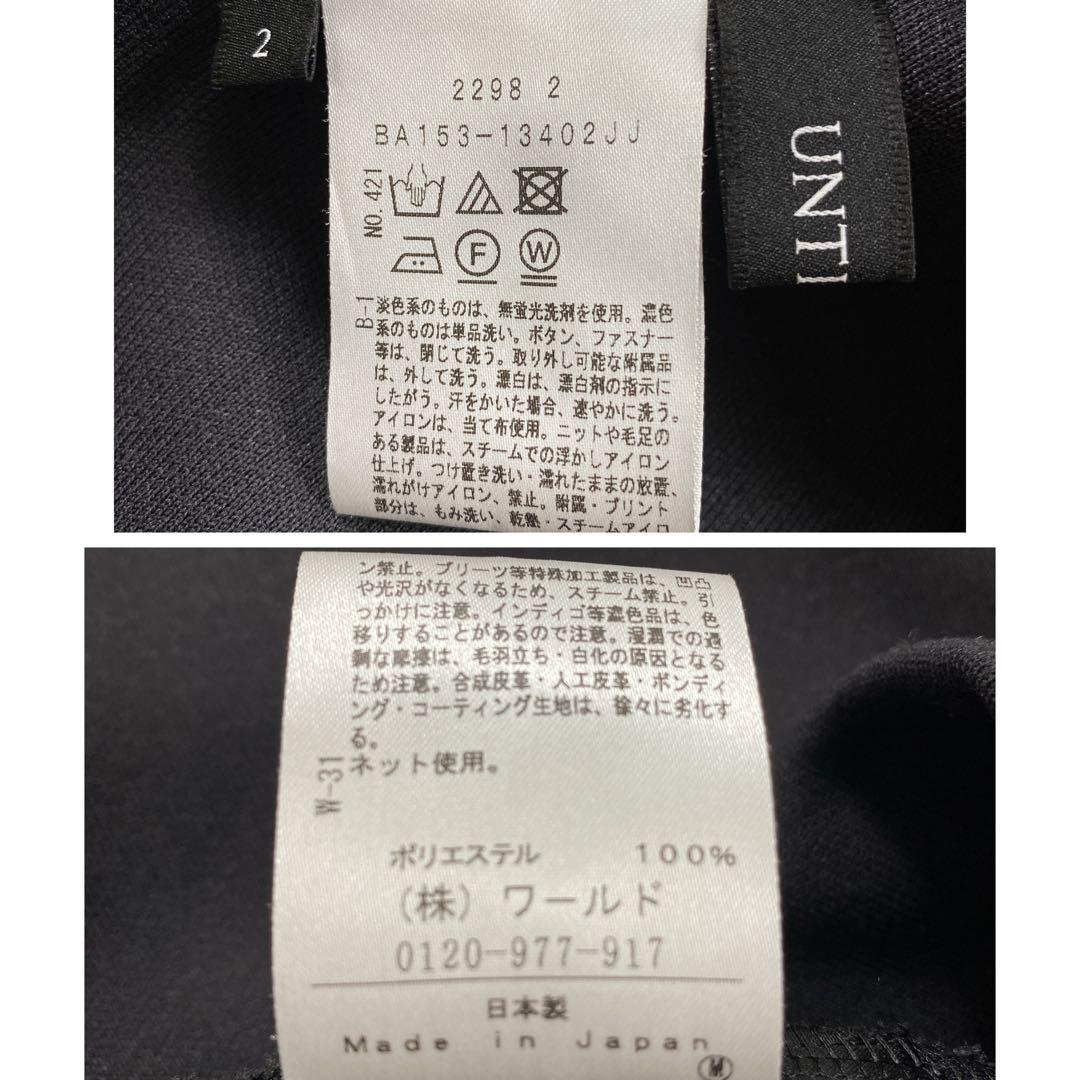 2
2298 2
BA153-13402JJ
NO.421
F
W
B-1
淡色系のものは、無蛍光洗剤を使用。濃色
系のものは単品洗い。ボタン、ファスナー
等は、閉じて洗う。取り外し可能な附属品
は、外して洗う。漂白は、漂白剤の指示に
したがう。汗をかいた場合、速やかに洗う。
アイロンは、当て布使用。ニットや毛足の
ある製品は、スチームでの浮かしアイロン
仕上げ。つけ置き洗い・濡れたままの放置、
濡れがけアイロン、禁止。附属・プリント
部分は、もみ洗い、乾熱・スチームアイロ
UNTI
ン禁止。プリーツ等特殊加工製品は、凹凸
や光沢がなくなるため、スチーム禁止。引
っかけに注意。インディゴ等濃色品は、色
移りすることがあるので注意。湿潤での過
剰な摩擦は、毛羽立ち・白化の原因となる
ため注意。合成皮革・人工皮革・ボンディ
ング・コーティング生地は、徐々に劣化す
る。
W-31
ネット使用。
ポリエステル 100%
(株)ワールド
0120-977-917
日本製
Made in Japan
M